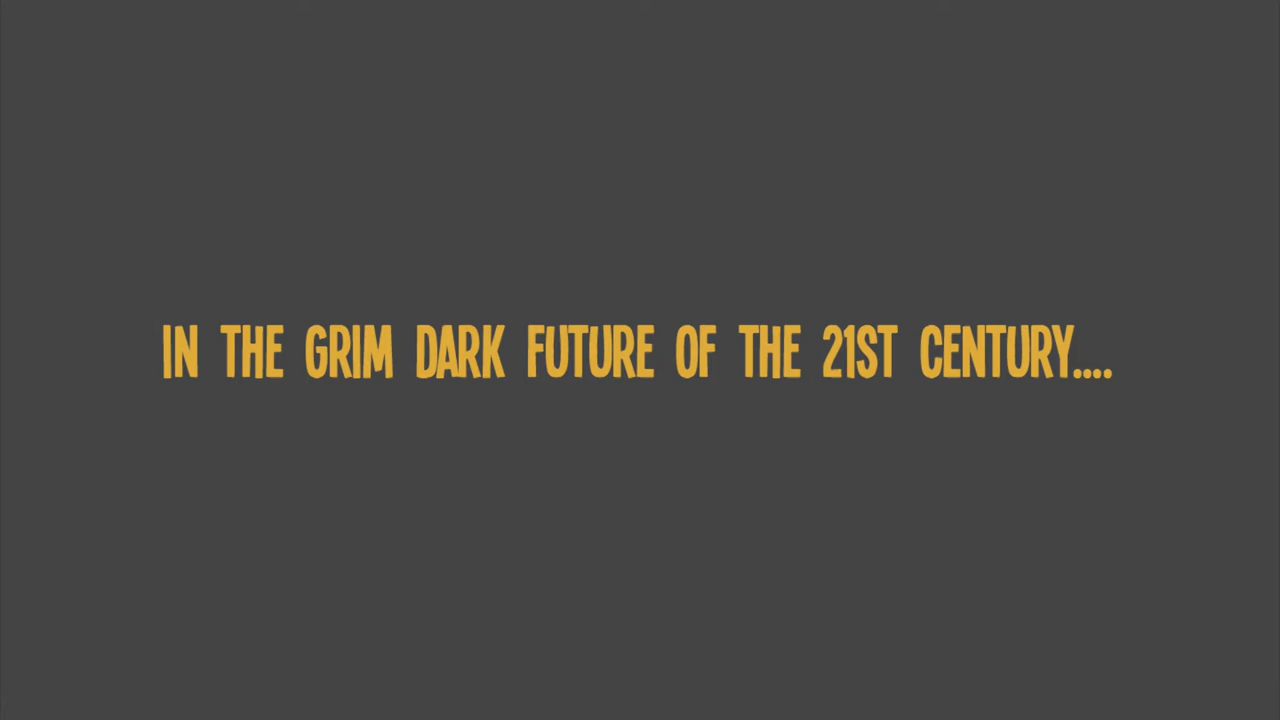 IN THE GRIM DARK FUTURE OF THE 21ST CENTURY....